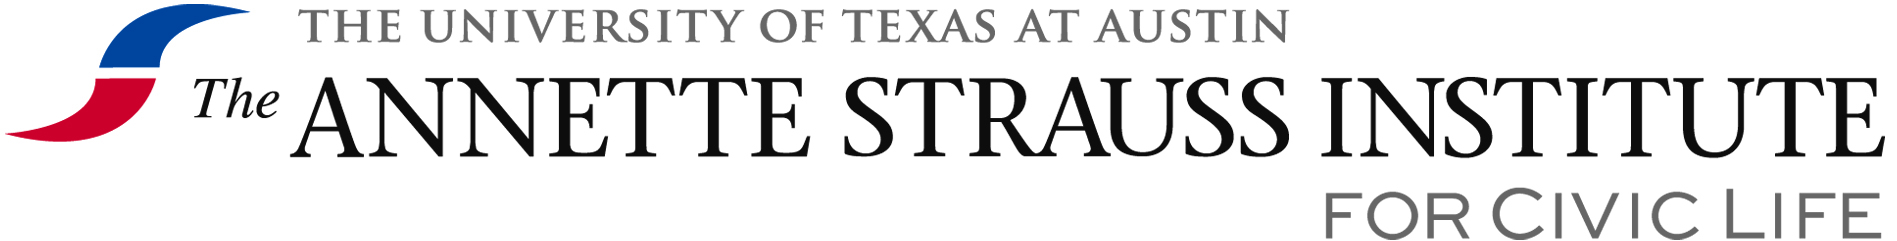 THE UNIVERSITY OF TEXAS AT AUSTIN
The ANNETTE STRAUSS INSTITUTE
FOR CIVIC LIFE